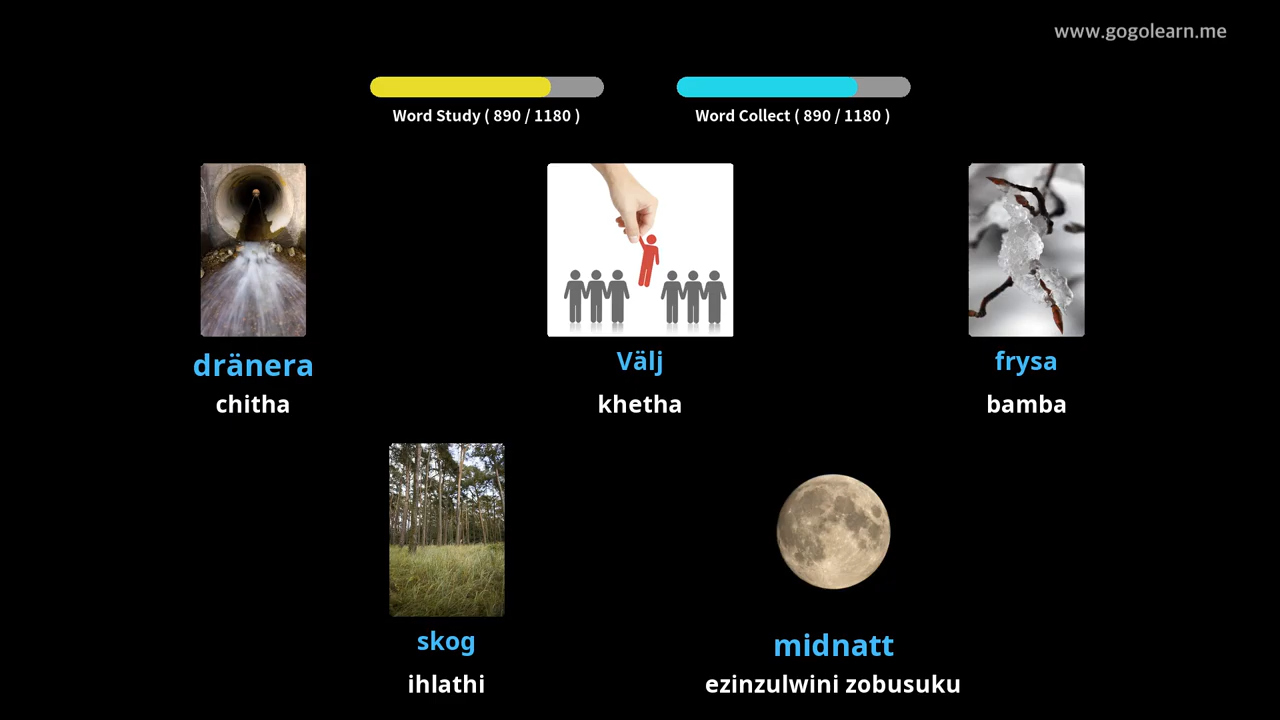 www.gogolearn.me
Word Study ( 890 / 1180 )
Word Collect ( 890 / 1180 )
dränera
chitha
Välj
khetha
frysa
bamba
skog
ihlathi
midnatt
ezinzulwini zobusuku